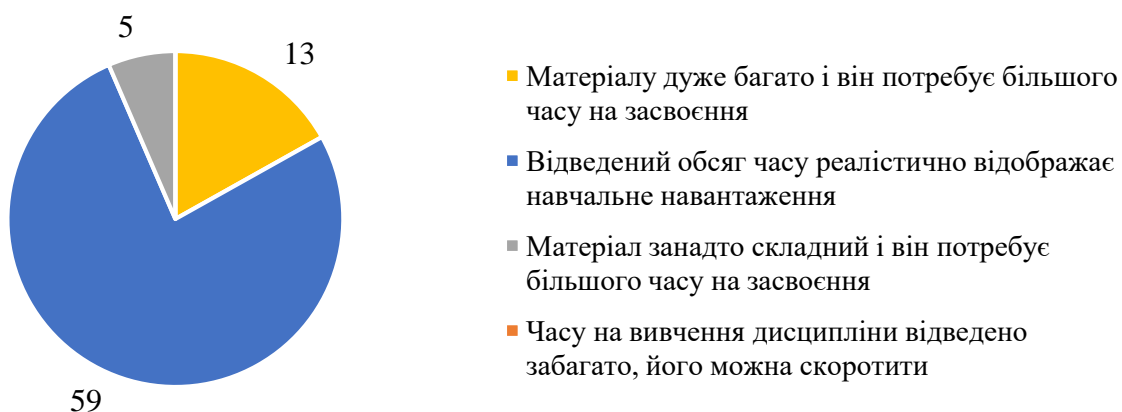 5
13
59
Матеріалу дуже багато і він потребує більшого
часу на засвоєння
Відведений обсяг часу реалістично відображає
навчальне навантаження
Матеріал занадто складний і він потребує
більшого часу на засвоєння
Часу на вивчення дисципліни відведено
забагато, його можна скоротити